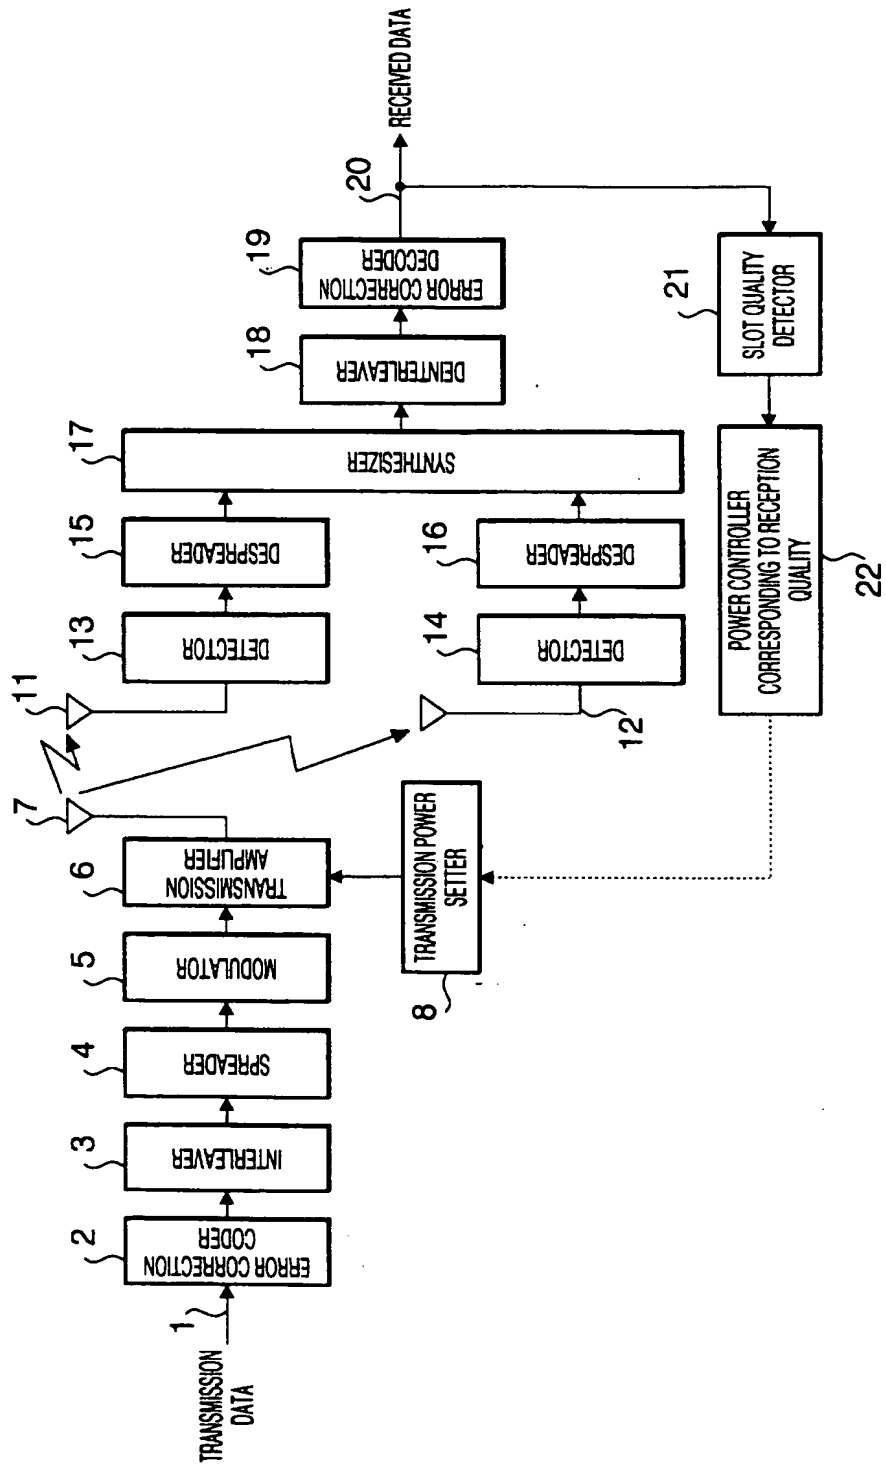 TRANSMISSION
DATA
1
2
ERROR CORRECTION
CODER
3
INTERLEAVER
4
SPREADER
5
MODULATOR
6
TRANSMISSION
AMPLIFIER
7
8
TRANSMISSION POWER
SETTER
11
13
DETECTOR
15
DESPREADER
12
14
DETECTOR
16
DESPREADER
17
SYNTHESIZER
18
DEINTERLEAVER
19
ERROR CORRECTION
DECODER
20
RECEIVED DATA
21
SLOT QUALITY
DETECTOR
22
POWER CONTROLLER
CORRESPONDING TO RECEPTION
QUALITY